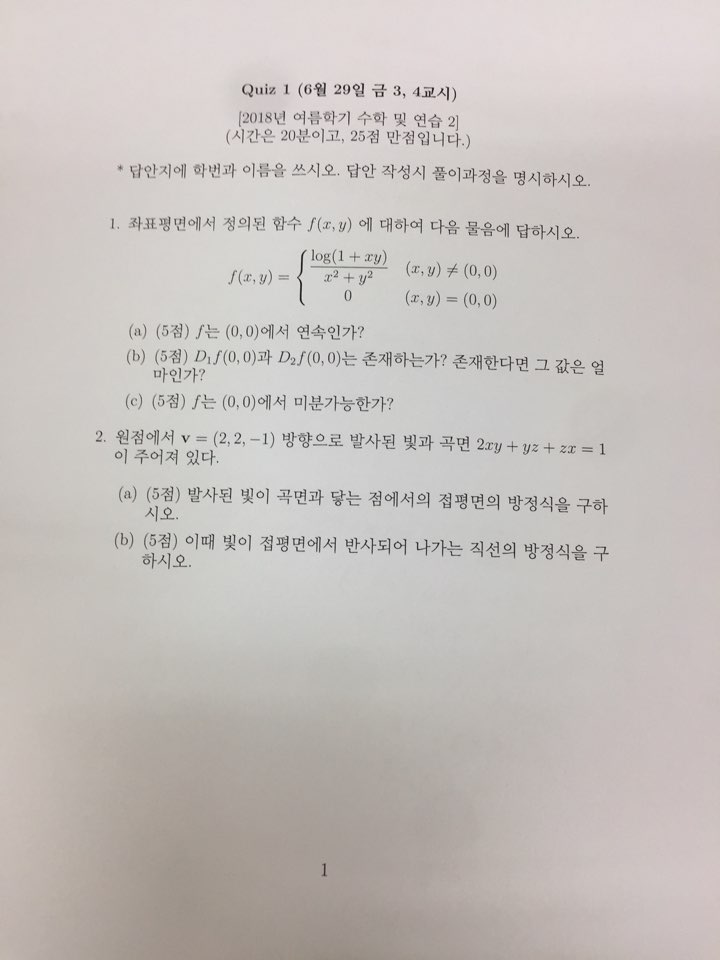 Quiz 1 (6월 29일 금 3, 4교시)
[2018년 여름학기 수학 및 연습 2]
(시간은 20분이고, 25점 만점입니다.)
* 답안지에 학번과 이름을 쓰시오. 답안 작성시 풀이과정을 명시하시오.
1. 좌표평면에서 정의된 함수 f(x, y) 에 대하여 다음 물음에 답하시오.
f(x, y) = { log(1 + xy) / x² + y² (x, y) ≠ (0, 0)
0 (x, y) = (0, 0)
(a) (5점) f는 (0, 0)에서 연속인가?
(b) (5점) D₁f(0, 0)과 D₂f(0, 0)는 존재하는가? 존재한다면 그 값은 얼
마인가?
(c) (5점) f는 (0, 0)에서 미분가능한가?
2. 원점에서 v = (2, 2, −1) 방향으로 발사된 빛과 곡면 2xy + yz + zx = 1
이 주어져 있다.
(a) (5점) 발사된 빛이 곡면과 닿는 점에서의 접평면의 방정식을 구하
시오.
(b) (5점) 이때 빛이 접평면에서 반사되어 나가는 직선의 방정식을 구
하시오.
1